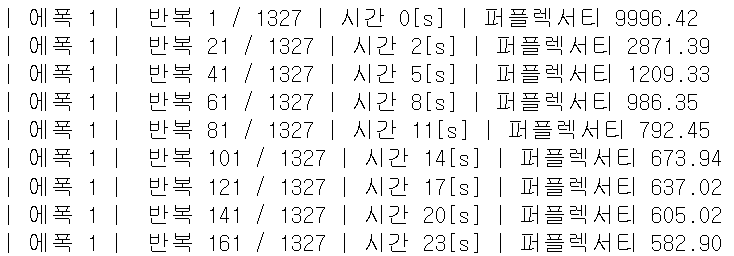 | 에폭 1 | 반복 1 / 1327 | 시간 0[s] | 퍼플렉서티 9996.42
| 에폭 1 | 반복 21 / 1327 | 시간 2[s] | 퍼플렉서티 2871.39
| 에폭 1 | 반복 41 / 1327 | 시간 5[s] | 퍼플렉서티 1209.33
| 에폭 1 | 반복 61 / 1327 | 시간 8[s] | 퍼플렉서티 986.35
| 에폭 1 | 반복 81 / 1327 | 시간 11[s] | 퍼플렉서티 792.45
| 에폭 1 | 반복 101 / 1327 | 시간 14[s] | 퍼플렉서티 673.94
| 에폭 1 | 반복 121 / 1327 | 시간 17[s] | 퍼플렉서티 637.02
| 에폭 1 | 반복 141 / 1327 | 시간 20[s] | 퍼플렉서티 605.02
| 에폭 1 | 반복 161 / 1327 | 시간 23[s] | 퍼플렉서티 582.90